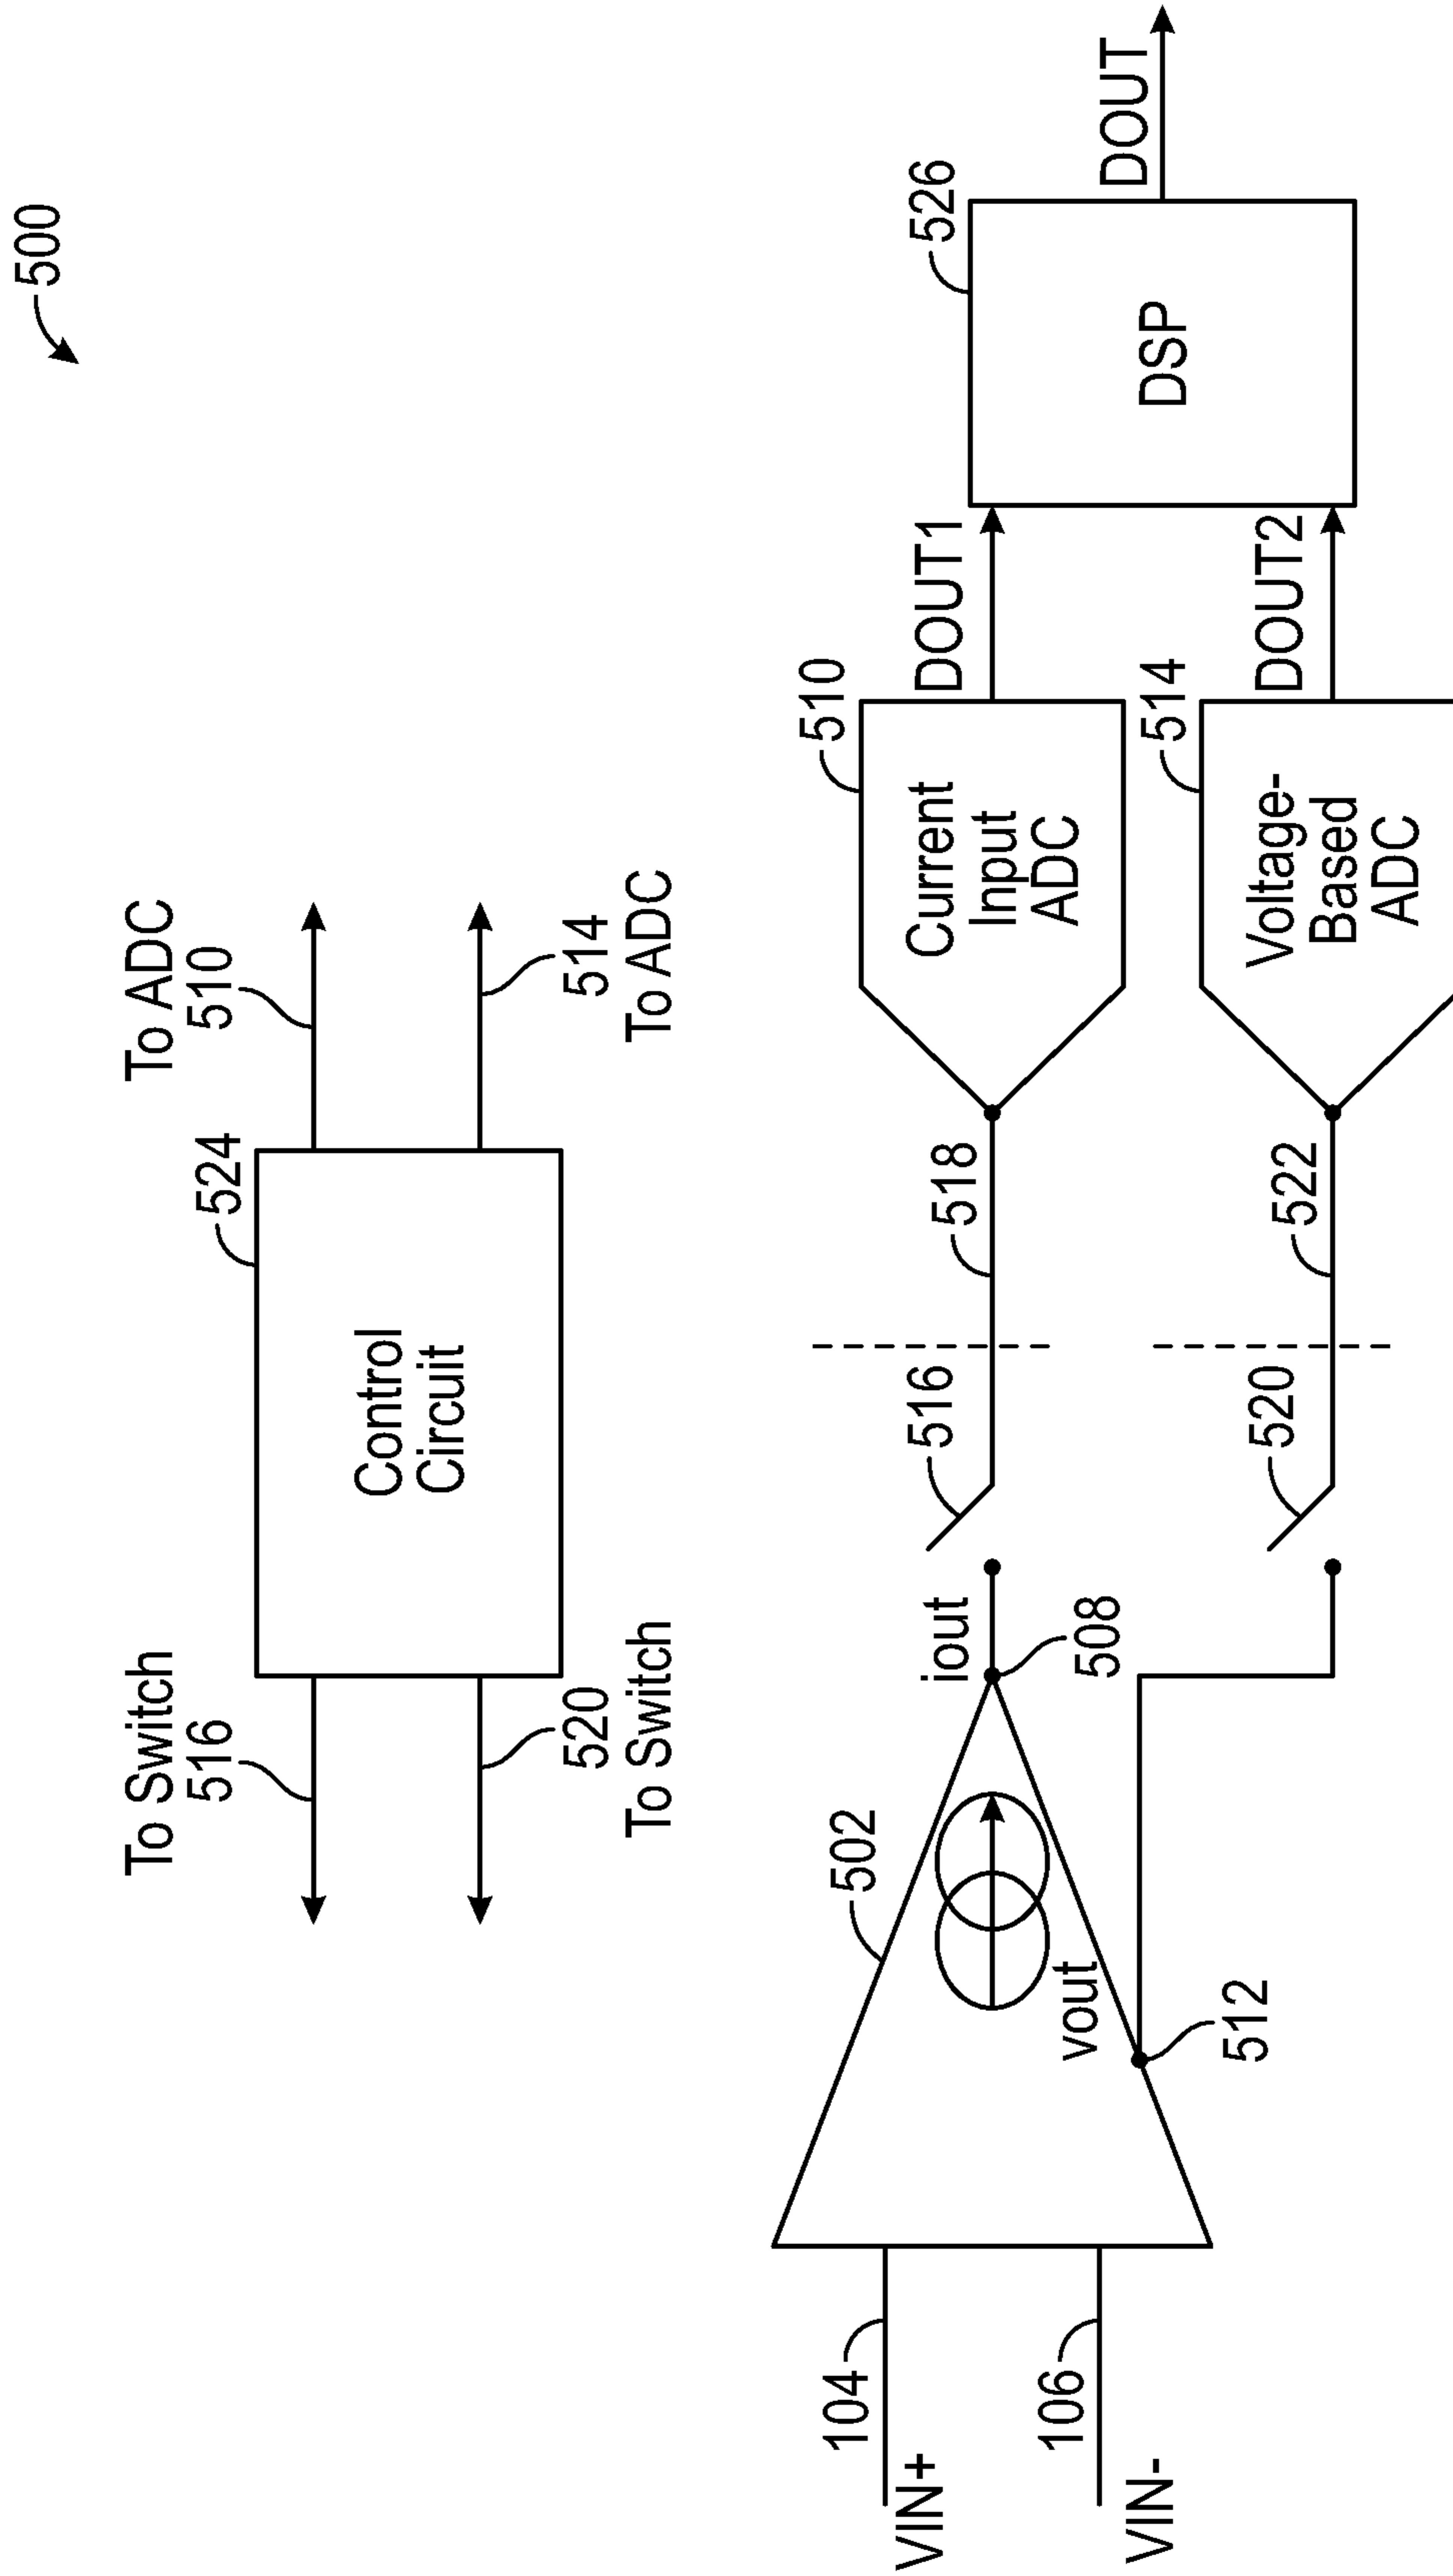 500
To Switch
516
To ADC
510
524
Control
Circuit
520
To Switch
514
To ADC
104
VIN+
106
VIN-
502
vout
512
iout
508
516
518
510
Current
Input
ADC
DOUT1
520
522
514
Voltage-
Based
ADC
DOUT2
526
DSP
DOUT